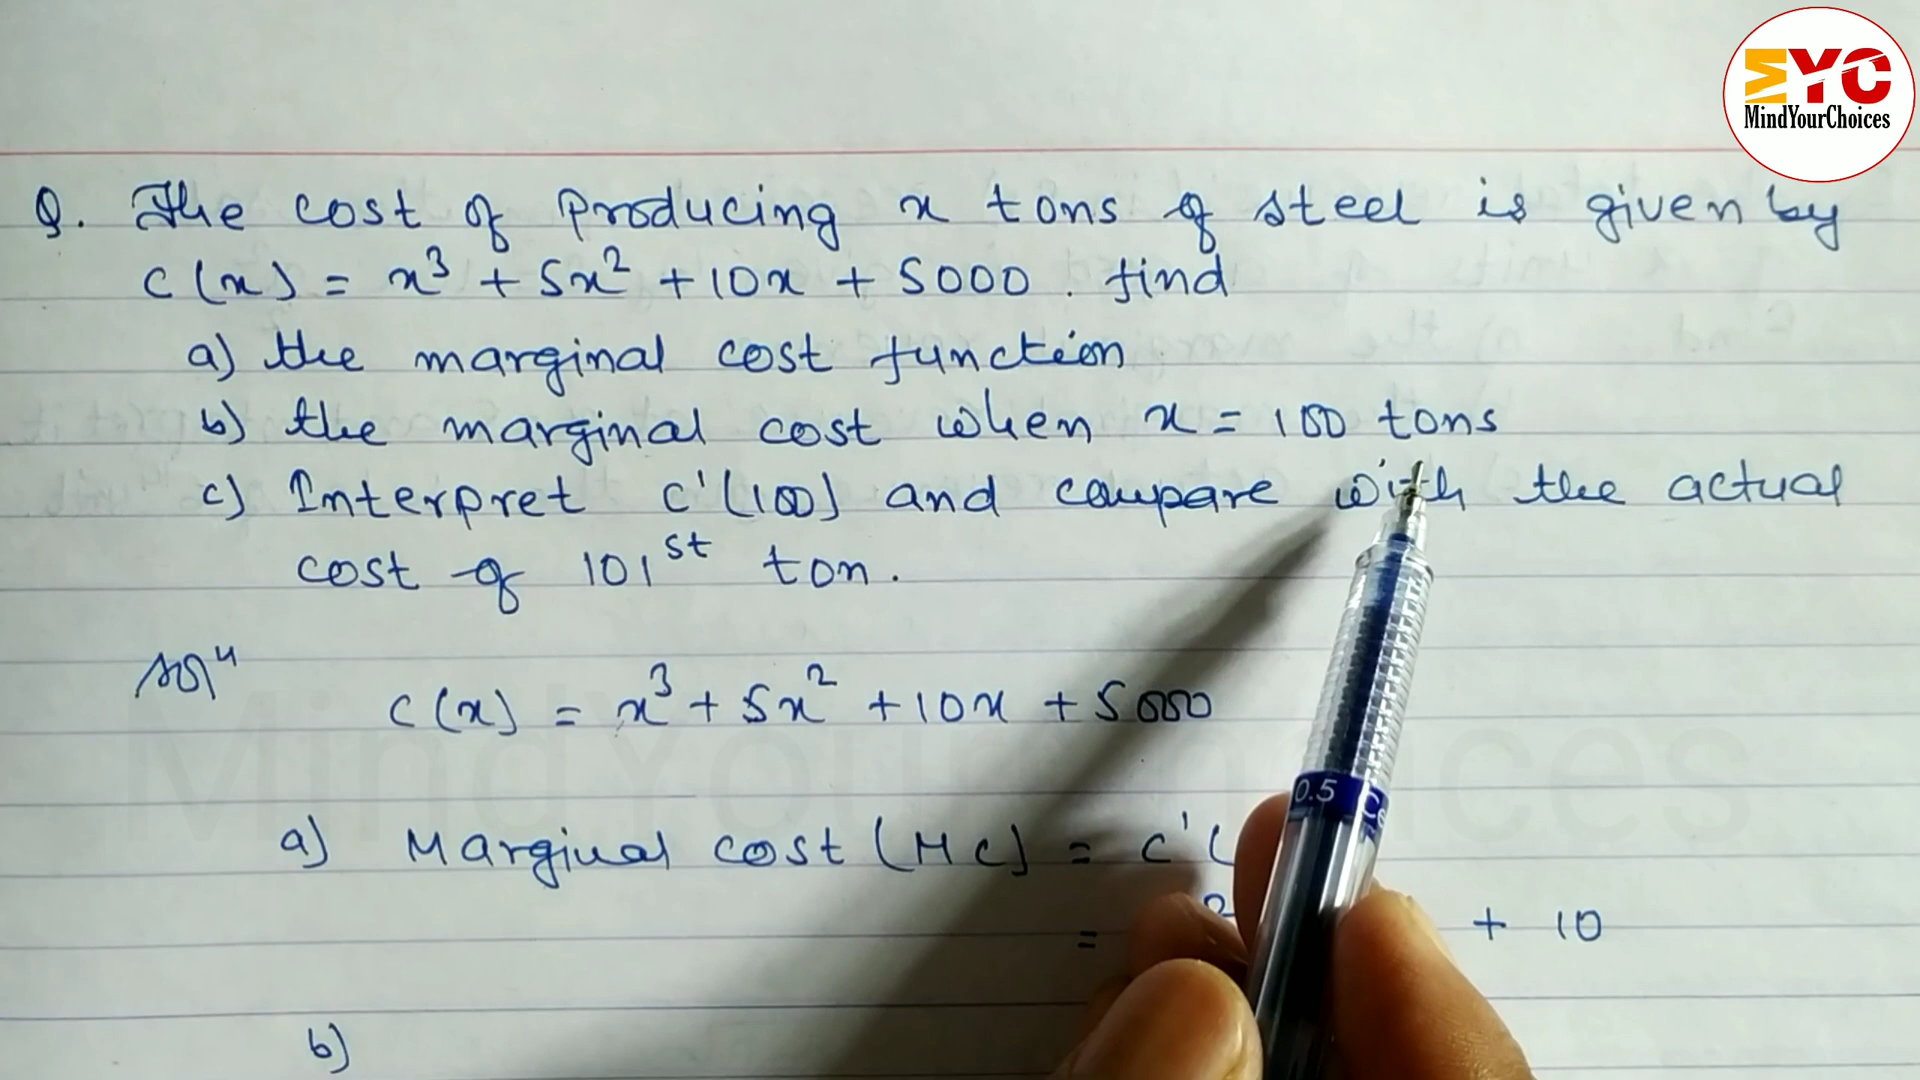 MYC
MindYourChoices
Q. The cost of producing x tons of steel is given by
c(x) = x³ + 5x² + 10x + 5000. find
a) the marginal cost function
b) the marginal cost when x = 100 tons
c) Interpret c'(100) and compare with the actual
cost of 101st ton.
solⁿ
c(x) = x³ + 5x² + 10x + 5000
MindYourChoices
a) Marginal cost (MC) = c'(
= + 10
b)
0.5